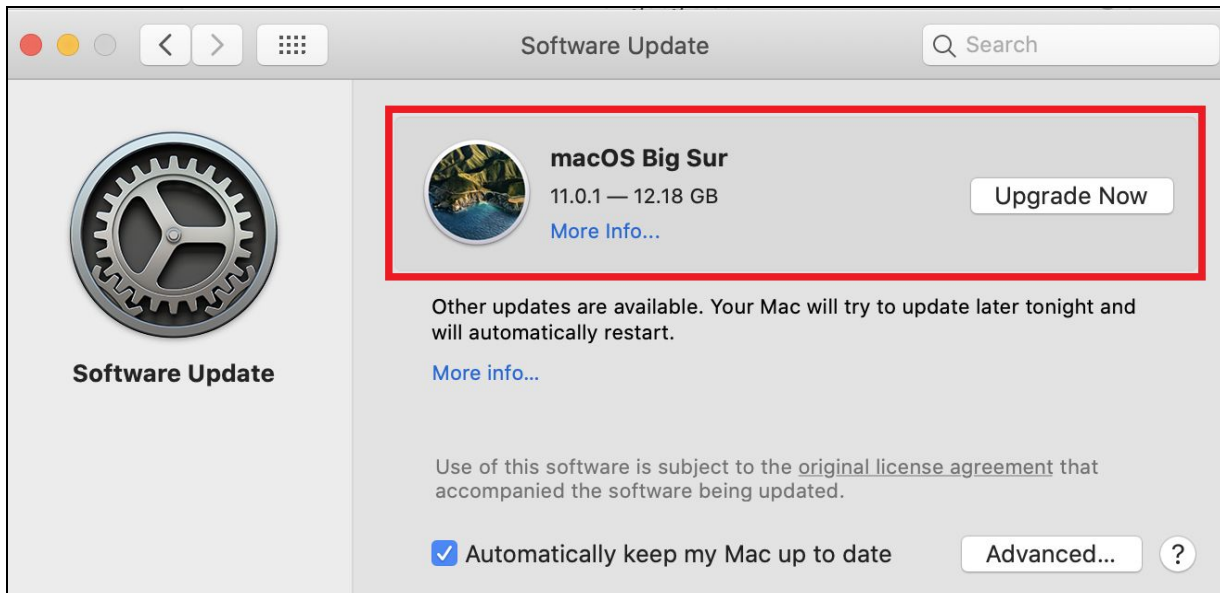 Software Update
Search
Software Update
macOS Big Sur
11.0.1 — 12.18 GB
More Info...
Upgrade Now
Other updates are available. Your Mac will try to update later tonight and
will automatically restart.
More info...
Use of this software is subject to the original license agreement that
accompanied the software being updated.
Automatically keep my Mac up to date
Advanced...
?